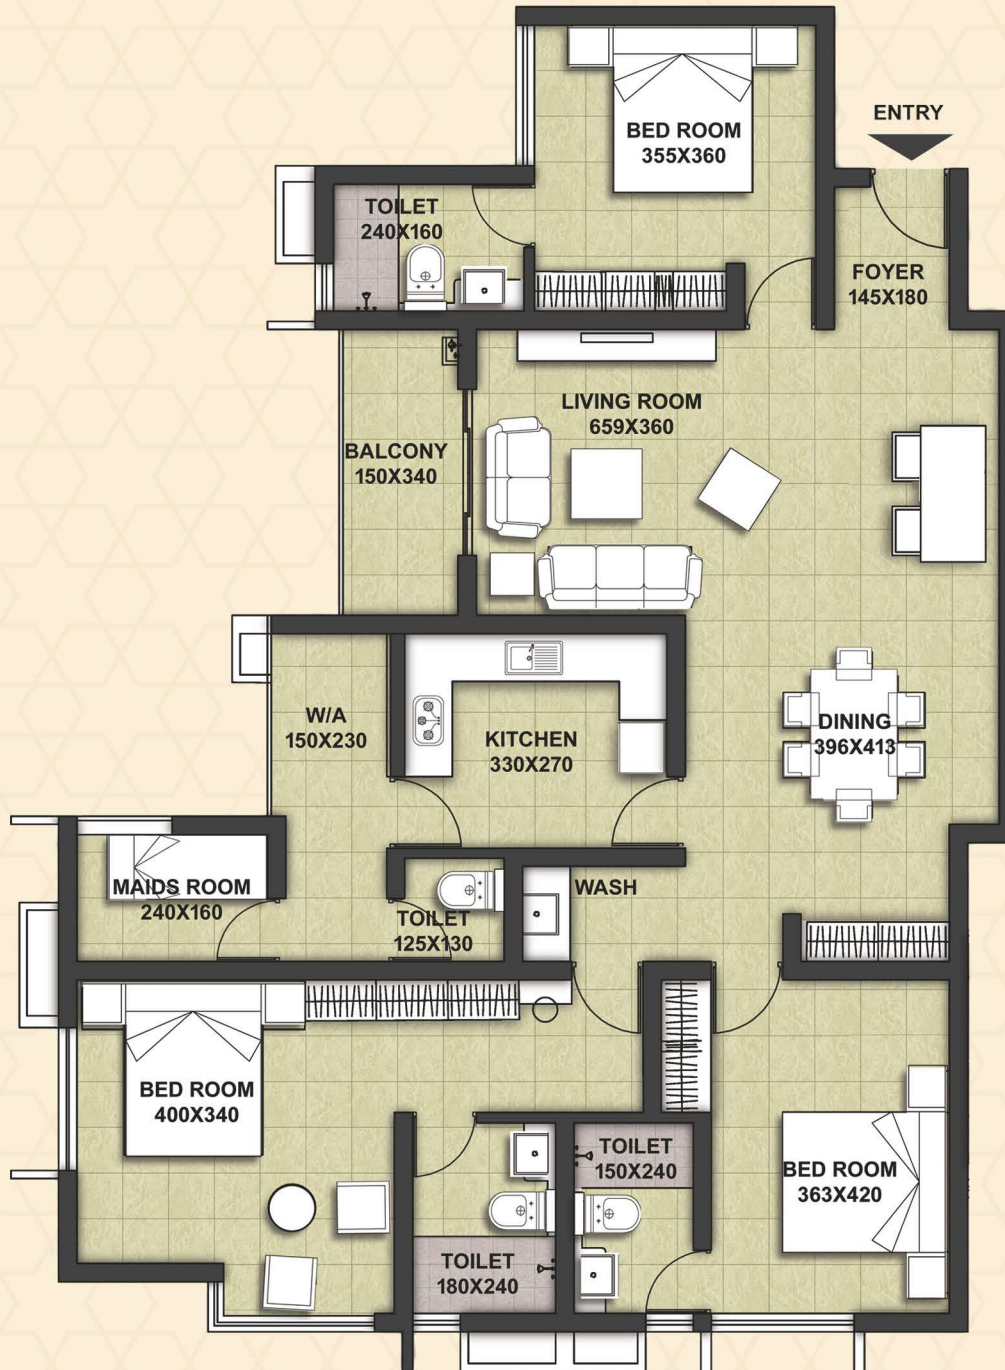 ENTRY
BED ROOM
355X360
TOILET
240X160
FOYER
145X180
LIVING ROOM
659X360
BALCONY
150X340
W/A
150X230
KITCHEN
330X270
DINING
396X413
MAIDS ROOM
240X160
TOILET
125X130
WASH
BED ROOM
400X340
TOILET
150X240
BED ROOM
363X420
TOILET
180X240